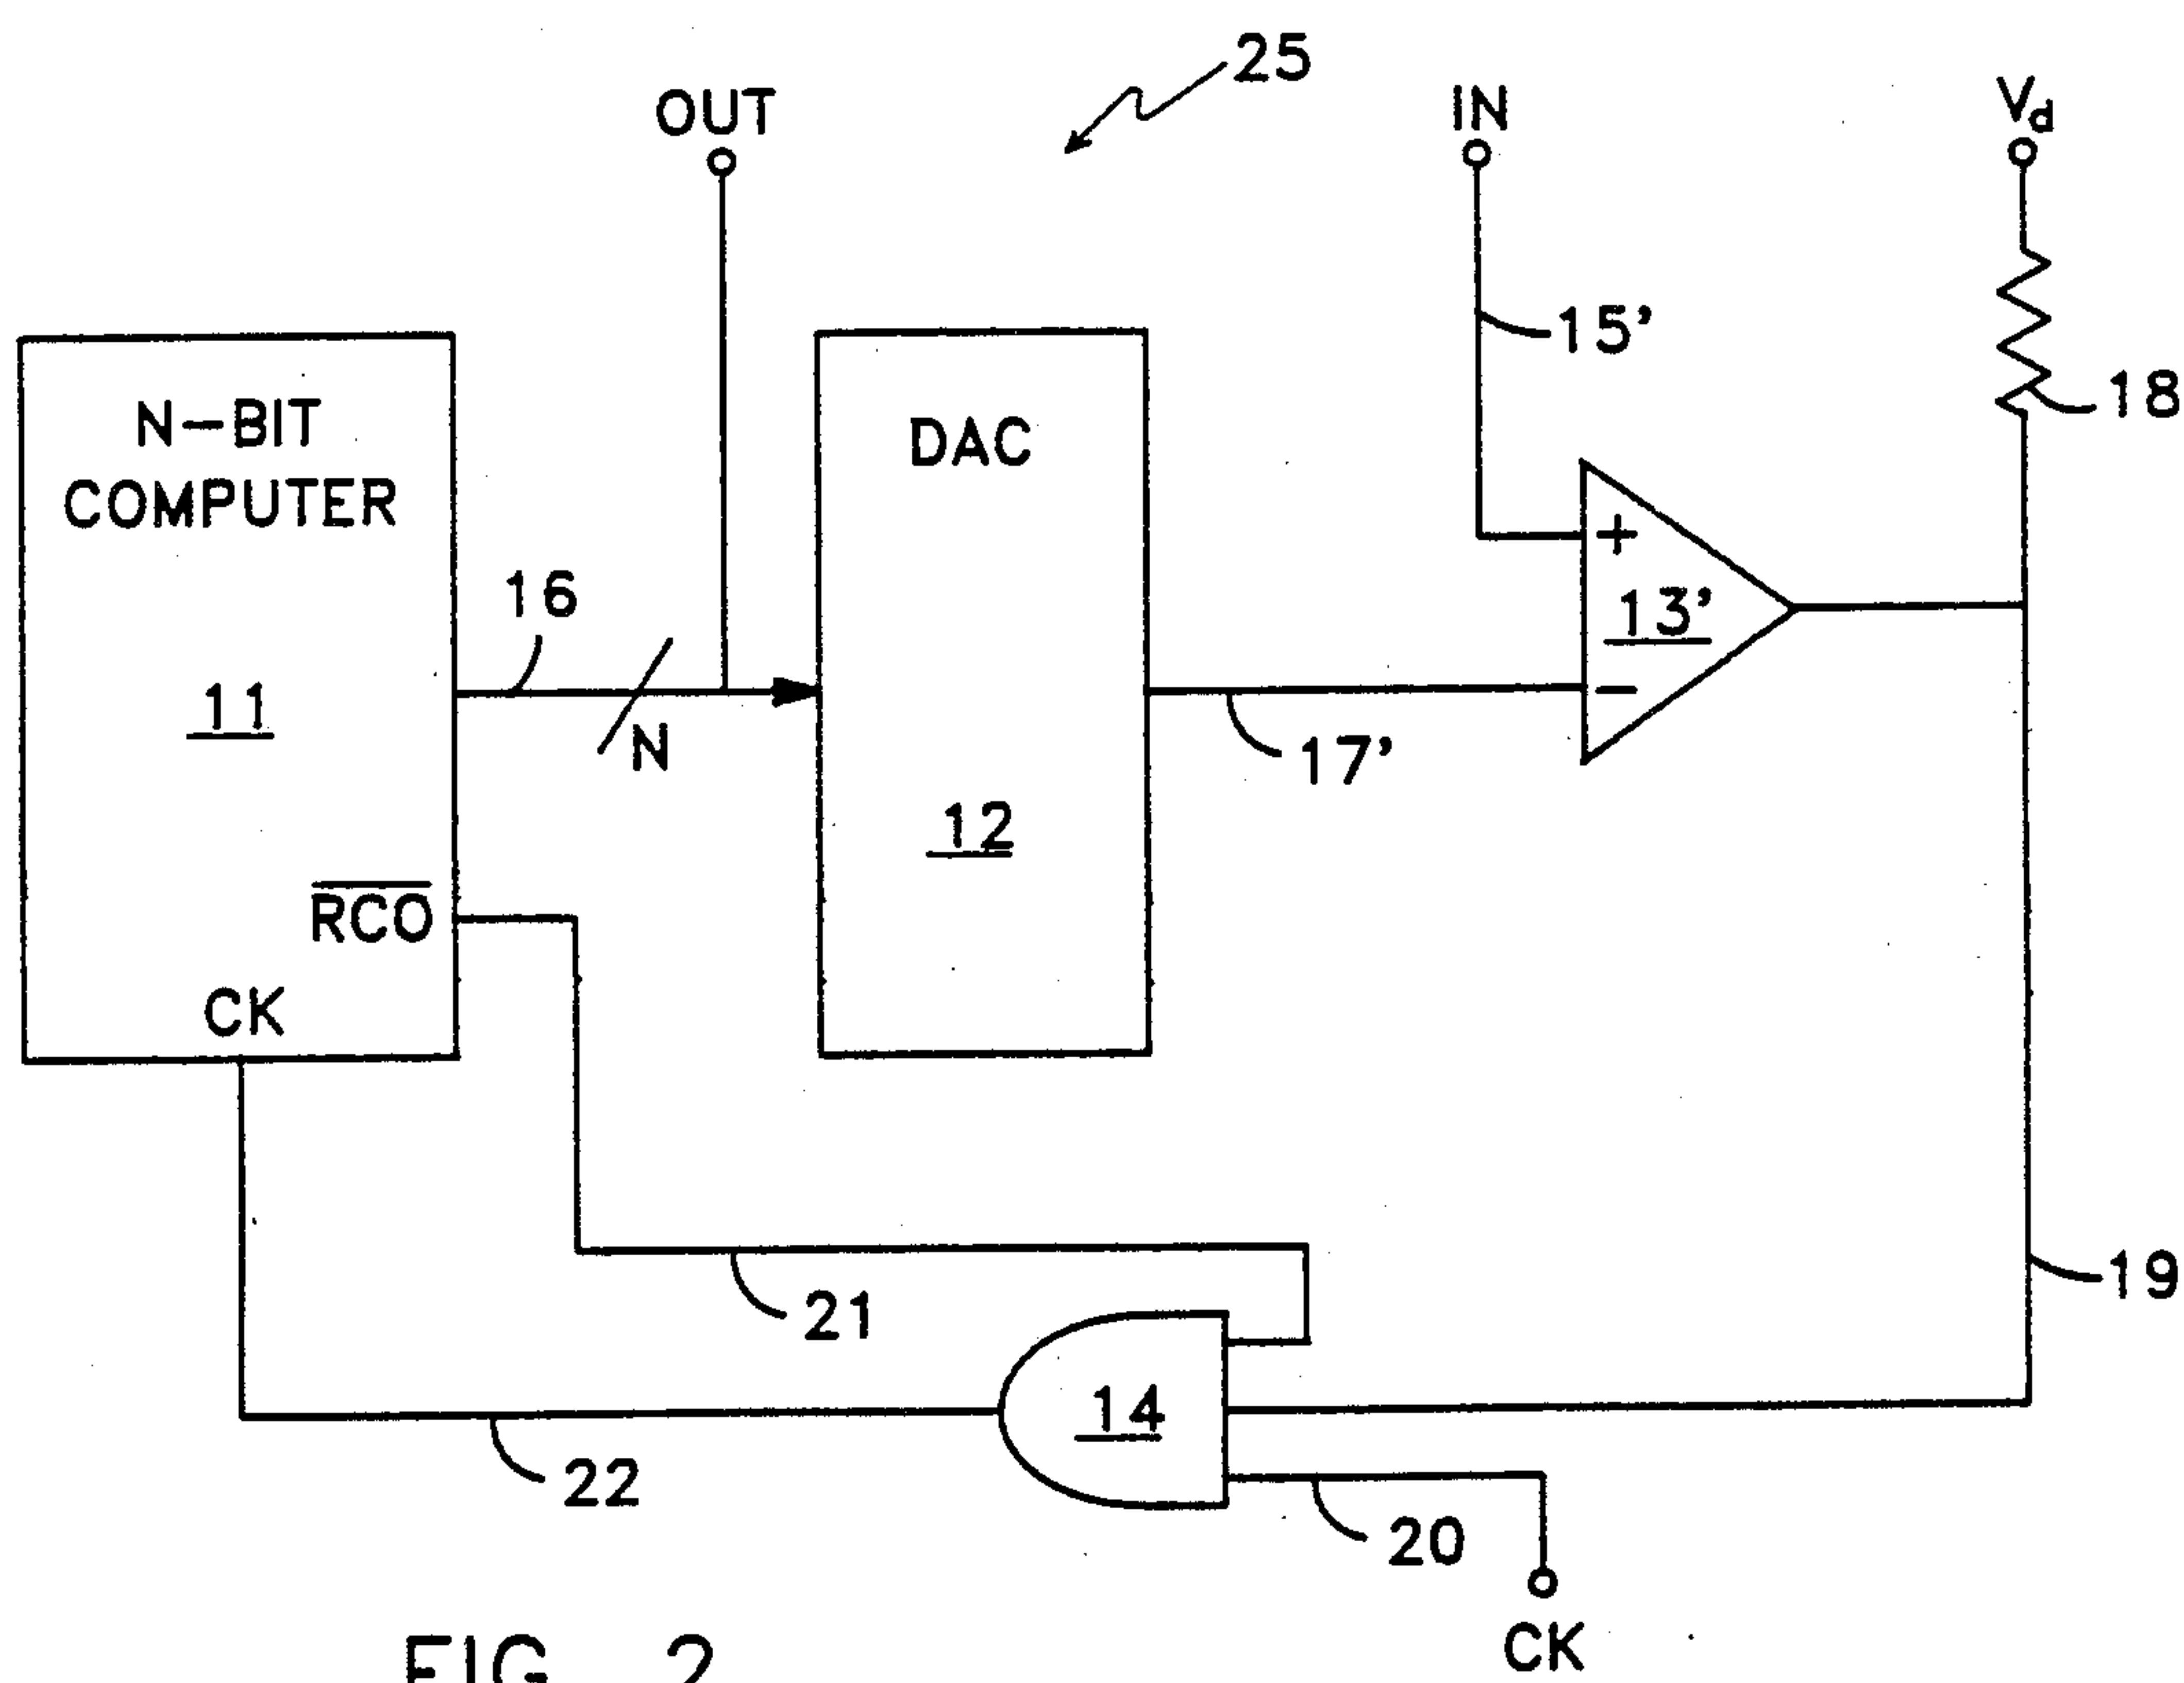 25
OUT
IN
Vd
15'
18
N-BIT
COMPUTER
DAC
+
13'
16
11
−
N
17'
12
RCO
CK
19
21
14
22
20
CK
FIG. 2